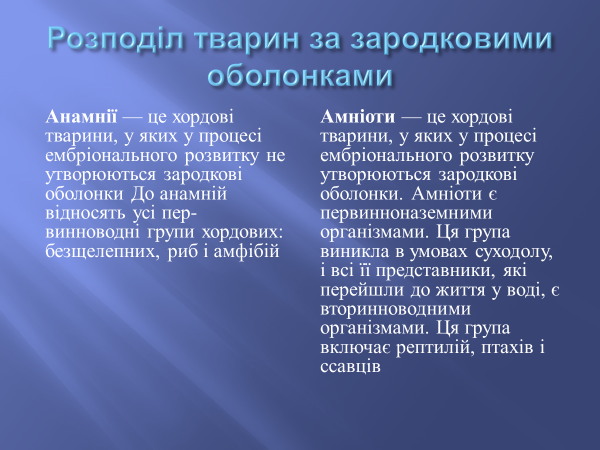 Розподіл тварин за зародковими
оболонками
Анамнії — це хордові
тварини, у яких у процесі
ембріонального розвитку не
утворюються зародкові
оболонки До анамній
відносять усі пер-
винноводні групи хордових:
безщелепних, риб і амфібій
Амніоти — це хордові
тварини, у яких у процесі
ембріонального розвитку
утворюються зародкові
оболонки. Амніоти є
первинноназемними
організмами. Ця група
виникла в умовах суходолу,
і всі її представники, які
перейшли до життя у воді, є
вторинноводними
організмами. Ця група
включає рептилій, птахів і
ссавців